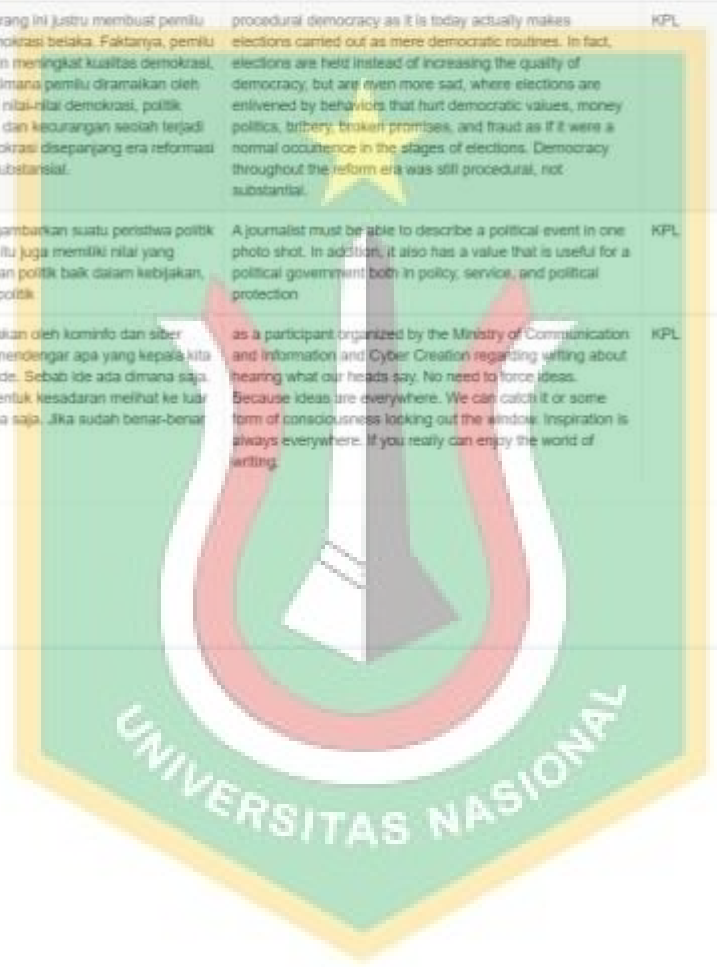 rang ini justru membuat pemilu
mokrasi belaka. Faktanya, pemilu
n meningkat kualitas demokrasi,
imana pemilu diramaikan oleh
nilai-nilai demokrasi, politik
dan kecurangan seolah terjadi
okrasi disepanjang era reformasi
ubstansial.
procedural democracy as it is today actually makes
elections carried out as mere democratic routines. In fact,
elections are held instead of increasing the quality of
democracy, but are even more sad, where elections are
enlivened by behaviors that hurt democratic values, money
politics, bribery, broken promises, and fraud as if it were a
normal occurrence in the stages of elections. Democracy
throughout the reform era was still procedural, not
substantial.
KPL
gambarkan suatu peristiwa politik
itu juga memiliki nilai yang
an politik baik dalam kebijakan,
politik
A journalist must be able to describe a political event in one
photo shot. In addition, it also has a value that is useful for a
political government both in policy, service, and political
protection
KPL
akan oleh kominfo dan siber
mendengar apa yang kepala kita
de. Sebab ide ada dimana saja.
entuk kesadaran melihat ke luar
a saja. Jika sudah benar-benar
as a participant organized by the Ministry of Communication
and Information and Cyber Creation regarding writing about
hearing what our heads say. No need to force ideas.
Because ideas are everywhere. We can catch it or some
form of consciousness looking out the window. Inspiration is
always everywhere. If you really can enjoy the world of
writing.
KPL
UNIVERSITAS NASIONAL